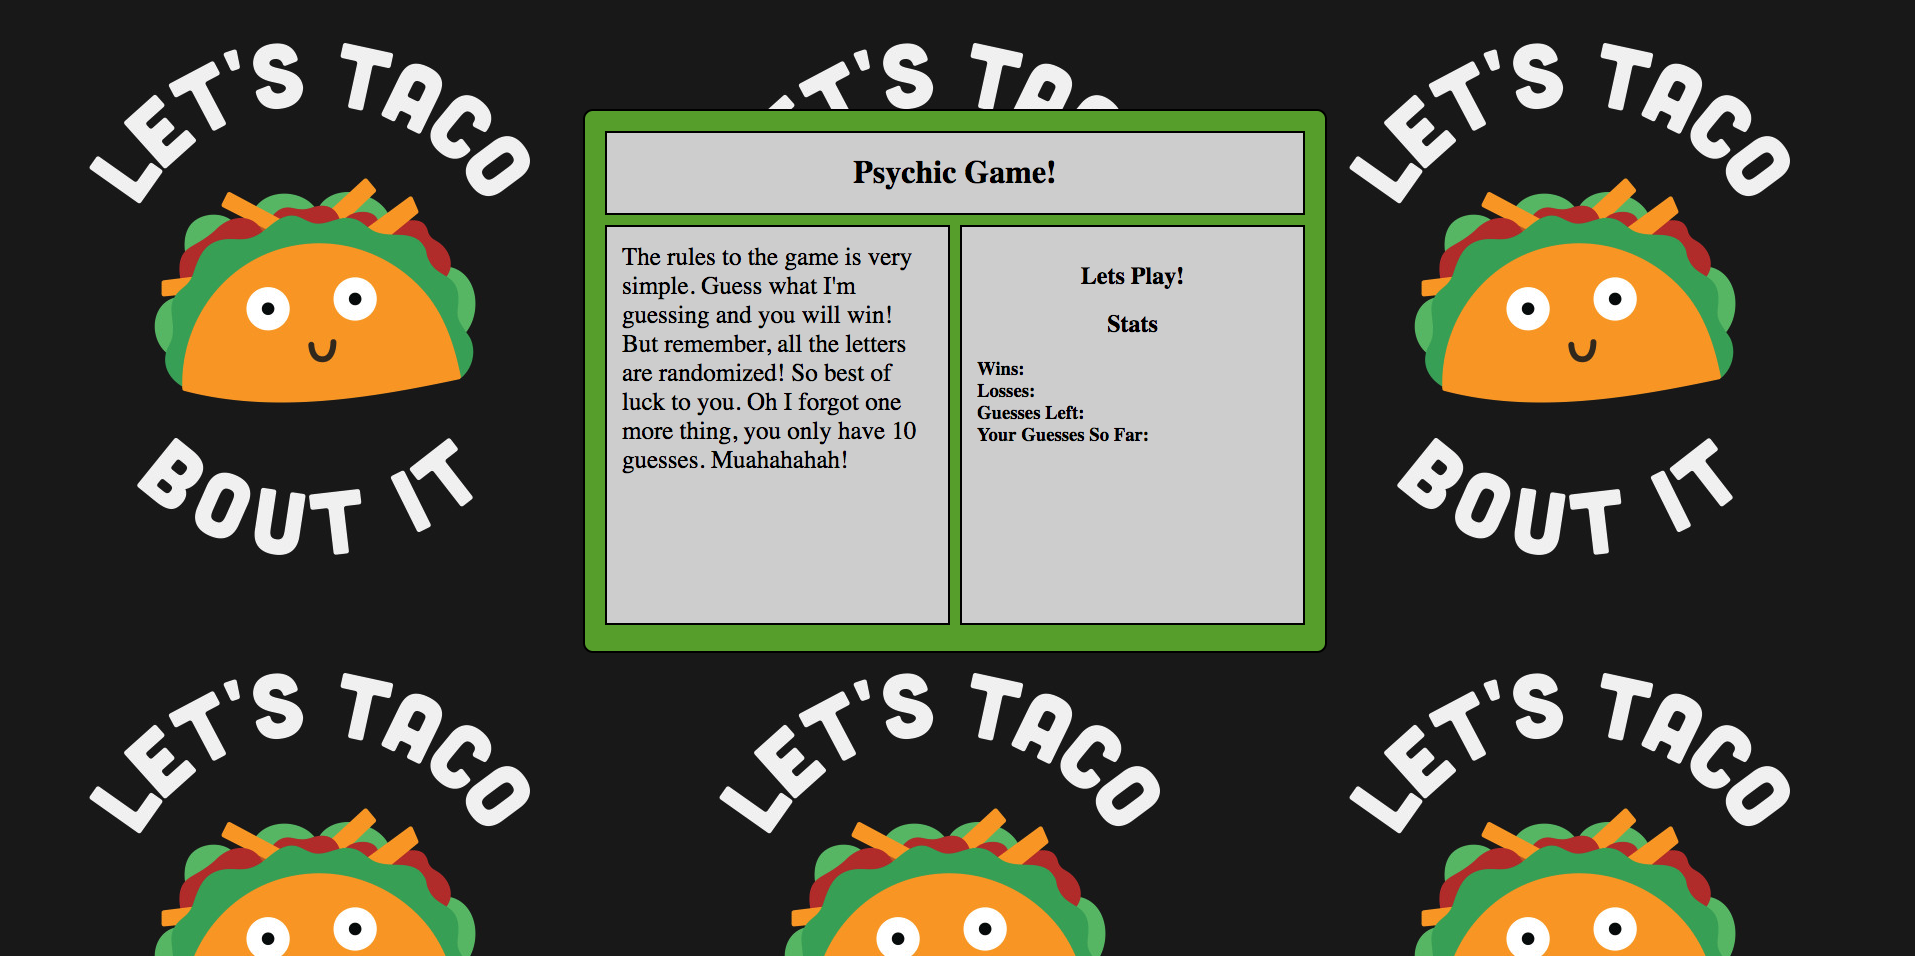 LET'S TACO
BOUT IT
LET'S TACO
LET'S TACO
BOUT IT
Psychic Game!
The rules to the game is very
simple. Guess what I'm
guessing and you will win!
But remember, all the letters
are randomized! So best of
luck to you. Oh I forgot one
more thing, you only have 10
guesses. Muahahahah!
Lets Play!
Stats
Wins:
Losses:
Guesses Left:
Your Guesses So Far:
LET'S TACO
LET'S TACO
LET'S TACO